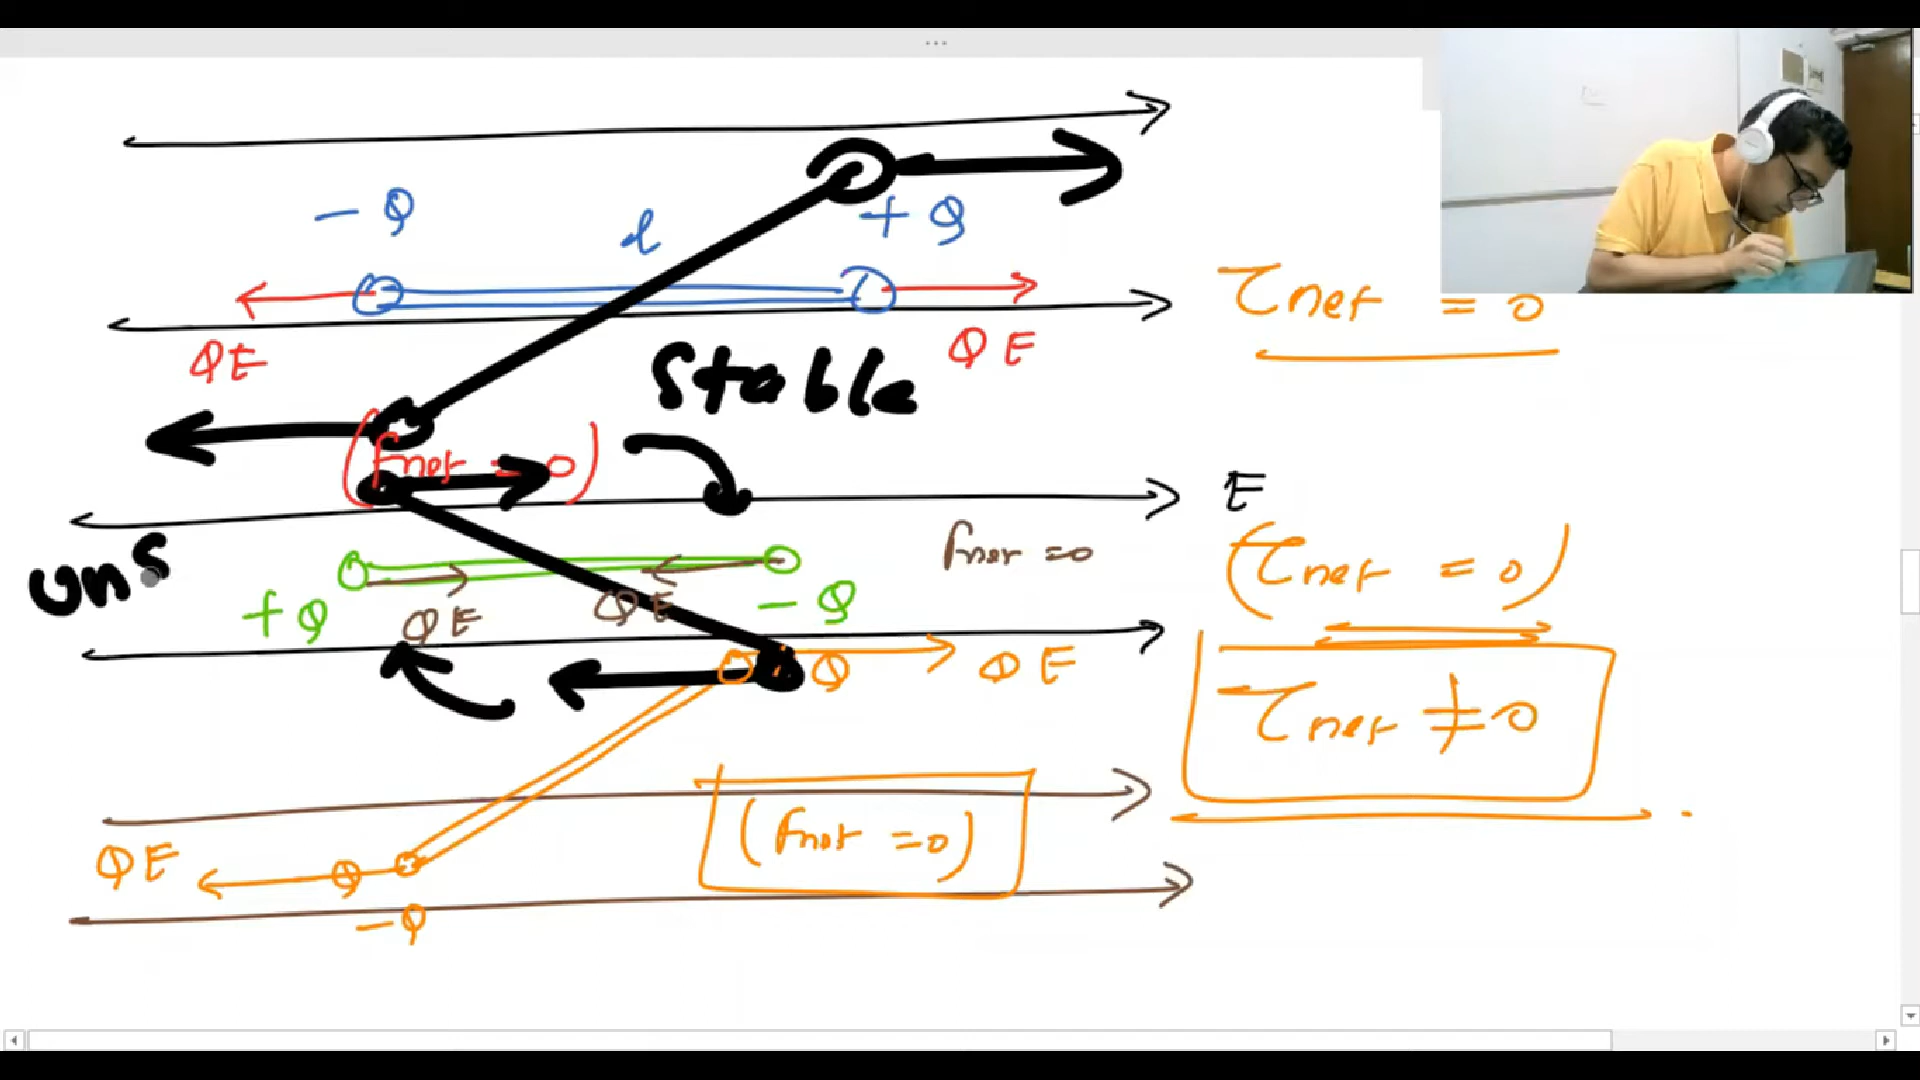 - Q
l
+ Q
τnet = 0
QE
QE
Stable
(Fnet = 0)
E
Fnet = 0
uns
(τnet = 0)
+ Q
QE
QE
- Q
Q
QE
τnet ≠ 0
(Fnet = 0)
QE
- Q